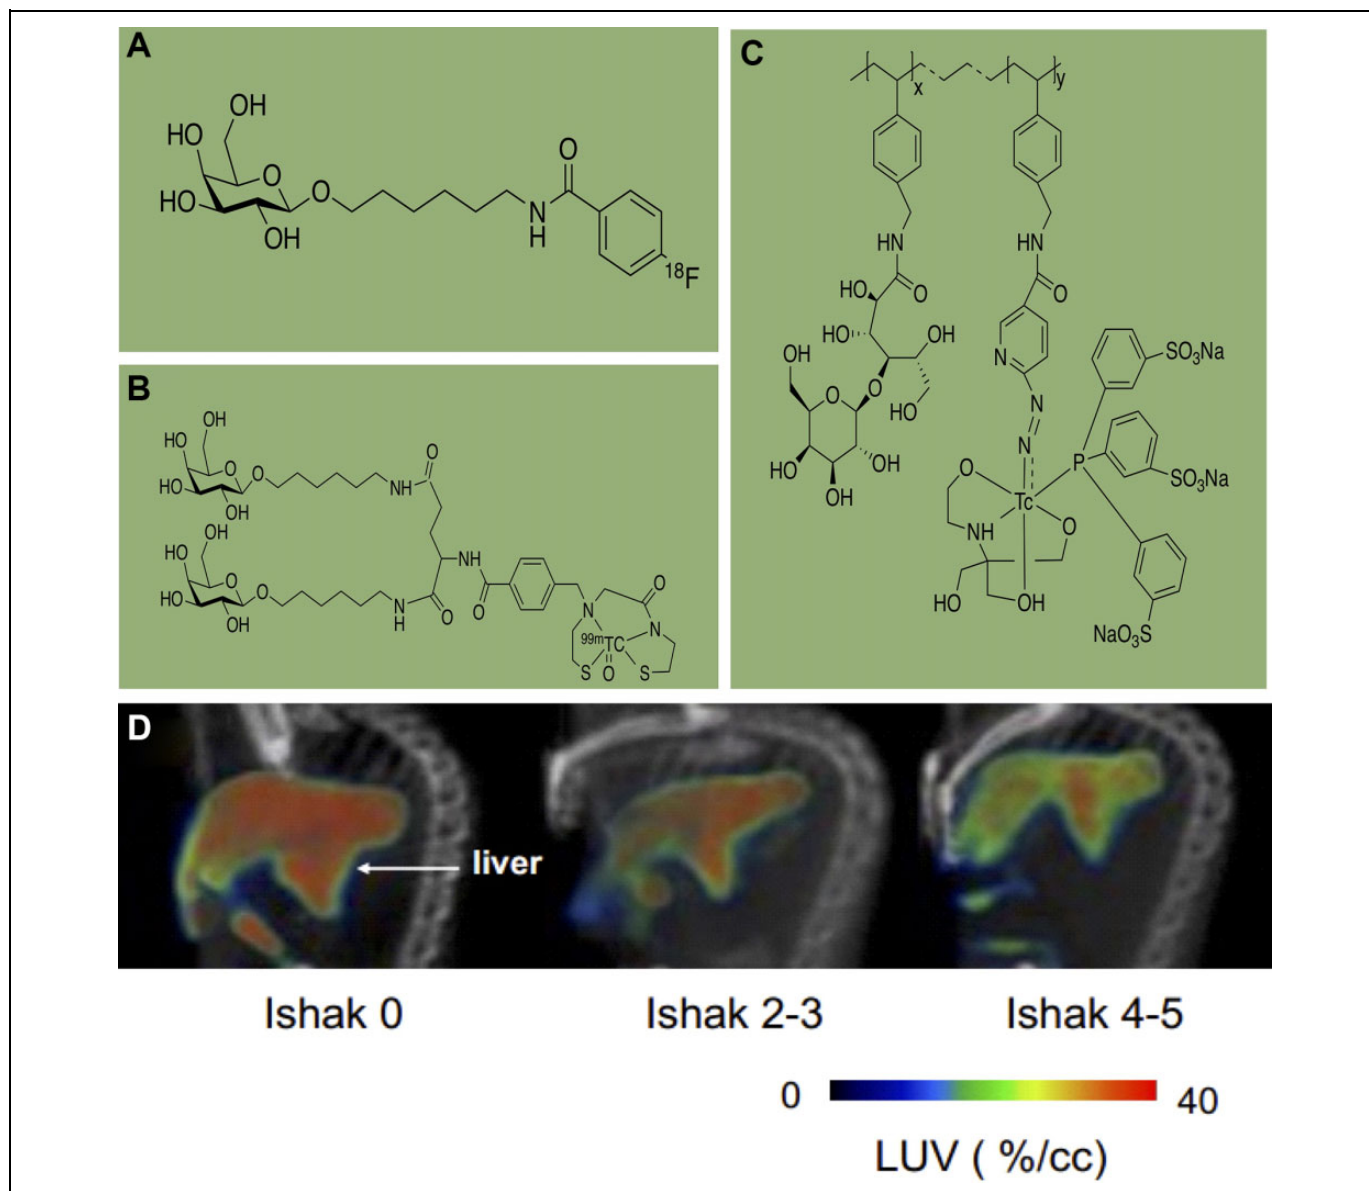 A
OH
HO
O
O
O
HO
OH
N
H
18F
B
OH
HO
O
O
HO
OH
NH
O
OH
HO
O
O
HO
OH
N
H
O
NH
O
N
O
N
99mTC
S
O
S
C
x
y
HN
HN
O
O
HO
HO
OH
OH
O
O
HO
HO
OH
OH
N
N
N
SO3Na
SO3Na
P
O
Tc
NH
O
HO
OH
NaO3S
D
liver
Ishak 0
Ishak 2-3
Ishak 4-5
0
40
LUV ( %/cc)